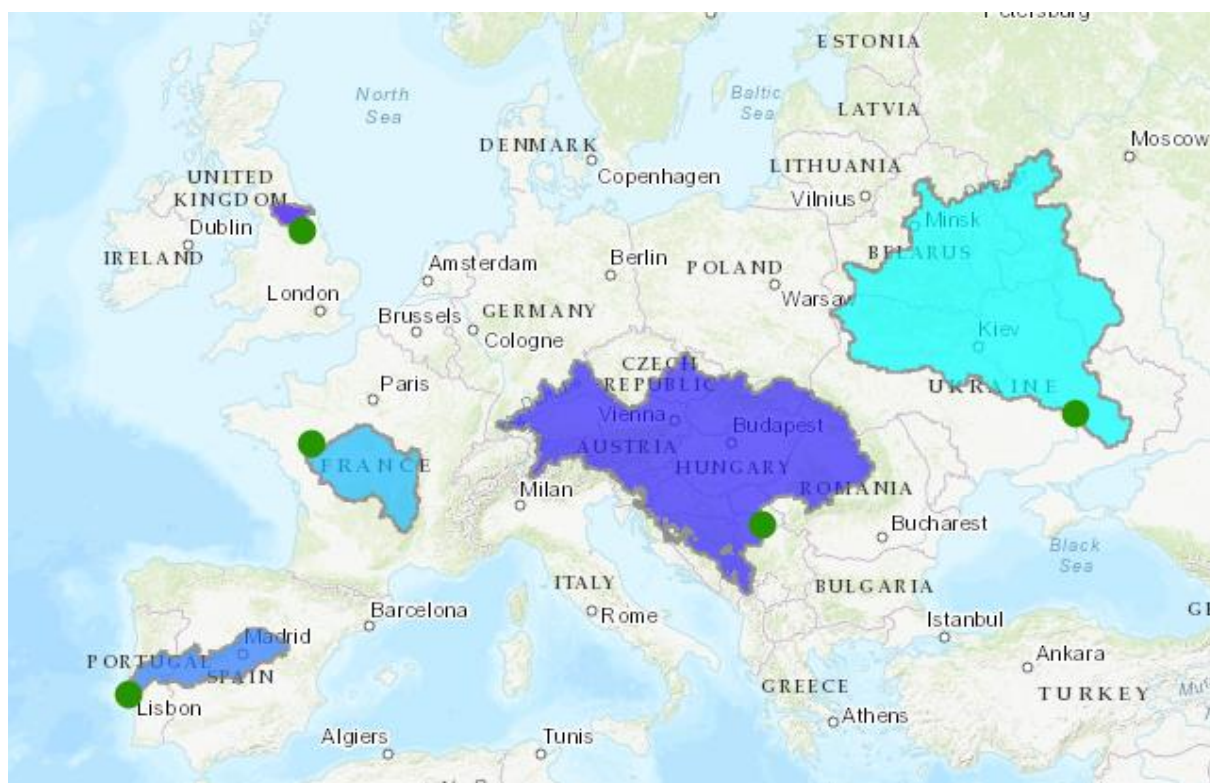 Petersburg
ESTONIA
North
Sea
Baltic
Sea
LATVIA
DENMARK
Copenhagen
LITHUANIA
Moscow
UNITED
KINGDOM
Vilnius
Dublin
IRELAND
Minsk
BELARUS
Amsterdam
Berlin
POLAND
Warsaw
London
Brussels
GERMANY
Cologne
Kiev
CZECH
REPUBLIC
Paris
UKRAINE
Vienna
Budapest
AUSTRIA
FRANCE
HUNGARY
Milan
ROMANIA
Bucharest
Black
Sea
ITALY
BULGARIA
Barcelona
Rome
Istanbul
Madrid
PORTUGAL
SPAIN
Ankara
GREECE
TURKEY
Lisbon
Athens
Algiers
Tunis